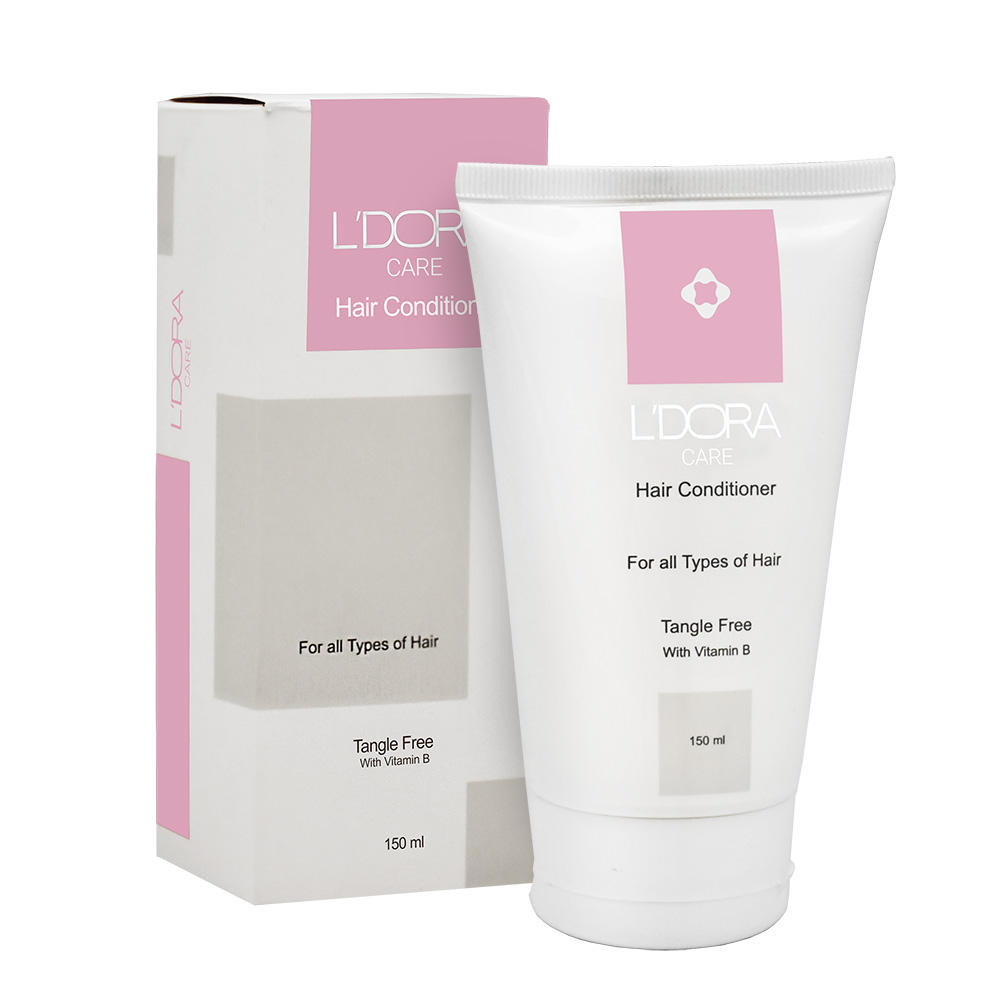 L'DORA
CARE
Hair Condition
L'DORA
CARE
For all Types of Hair
Tangle Free
With Vitamin B
150 ml
L'DORA
CARE
Hair Conditioner
For all Types of Hair
Tangle Free
With Vitamin B
150 ml